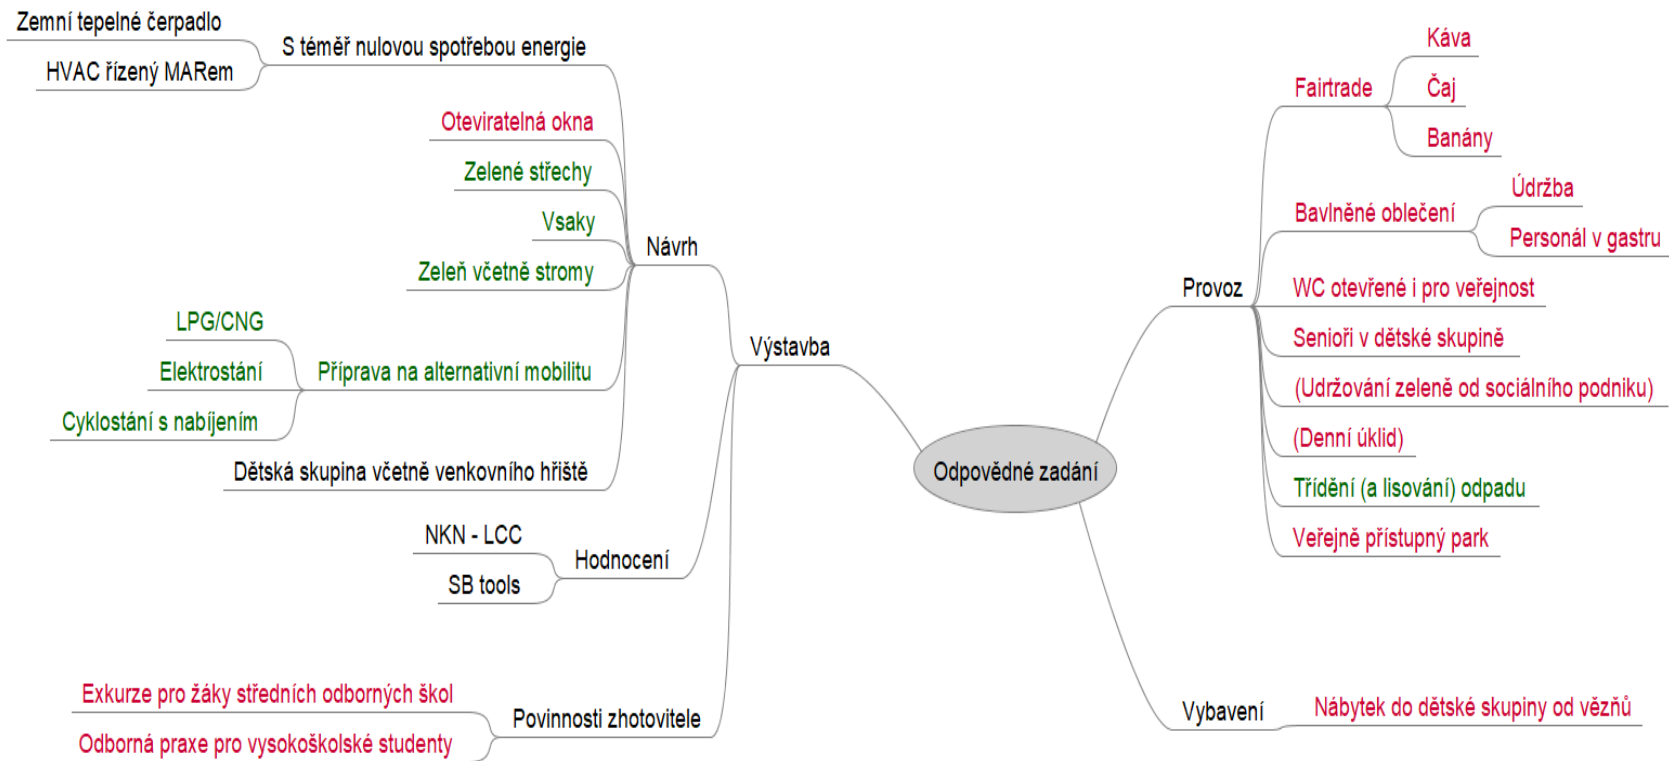 Zemní tepelné čerpadlo
HVAC řízený MARem
S téměř nulovou spotřebou energie
Oteviratelná okna
Zelené střechy
Vsaky
Zeleň včetně stromy
LPG/CNG
Elektrostání
Cyklostání s nabíjením
Příprava na alternativní mobilitu
Dětská skupina včetně venkovního hřiště
Návrh
NKN - LCC
SB tools
Hodnocení
Exkurze pro žáky středních odborných škol
Odborná praxe pro vysokoškolské studenty
Povinnosti zhotovitele
Výstavba
Odpovědné zadání
Provoz
Fairtrade
Káva
Čaj
Banány
Bavlněné oblečení
Údržba
Personál v gastru
WC otevřené i pro veřejnost
Senioři v dětské skupině
(Udržování zeleně od sociálního podniku)
(Denní úklid)
Třídění (a lisování) odpadu
Veřejně přístupný park
Vybavení
Nábytek do dětské skupiny od vězňů